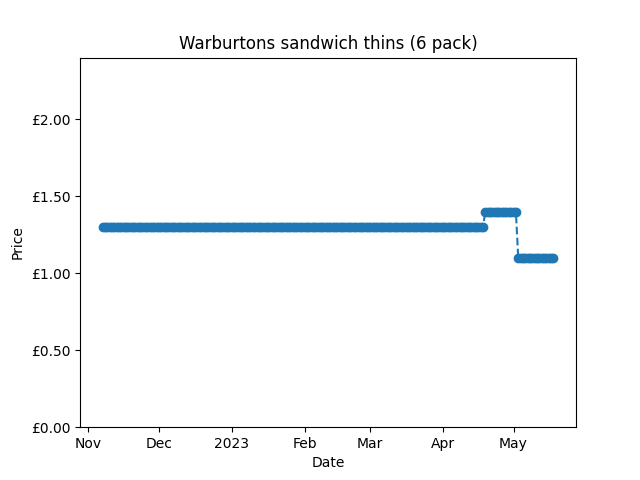 Warburtons sandwich thins (6 pack)
£2.00
£1.50
£1.00
£0.50
£0.00
Price
Nov Dec 2023 Feb Mar Apr May
Date